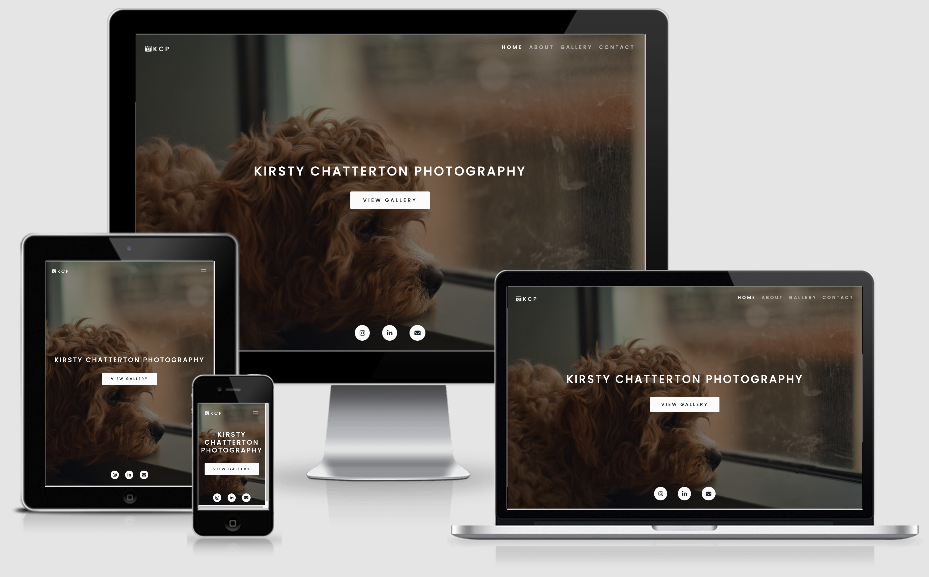 KCP
HOME ABOUT GALLERY CONTACT
KIRSTY CHATTERTON PHOTOGRAPHY
VIEW GALLERY
KCP
KIRSTY CHATTERTON PHOTOGRAPHY
VIEW GALLERY
KCP
KIRSTY
CHATTERTON
PHOTOGRAPHY
VIEW GALLERY
KCP
HOME ABOUT GALLERY CONTACT
KIRSTY CHATTERTON PHOTOGRAPHY
VIEW GALLERY